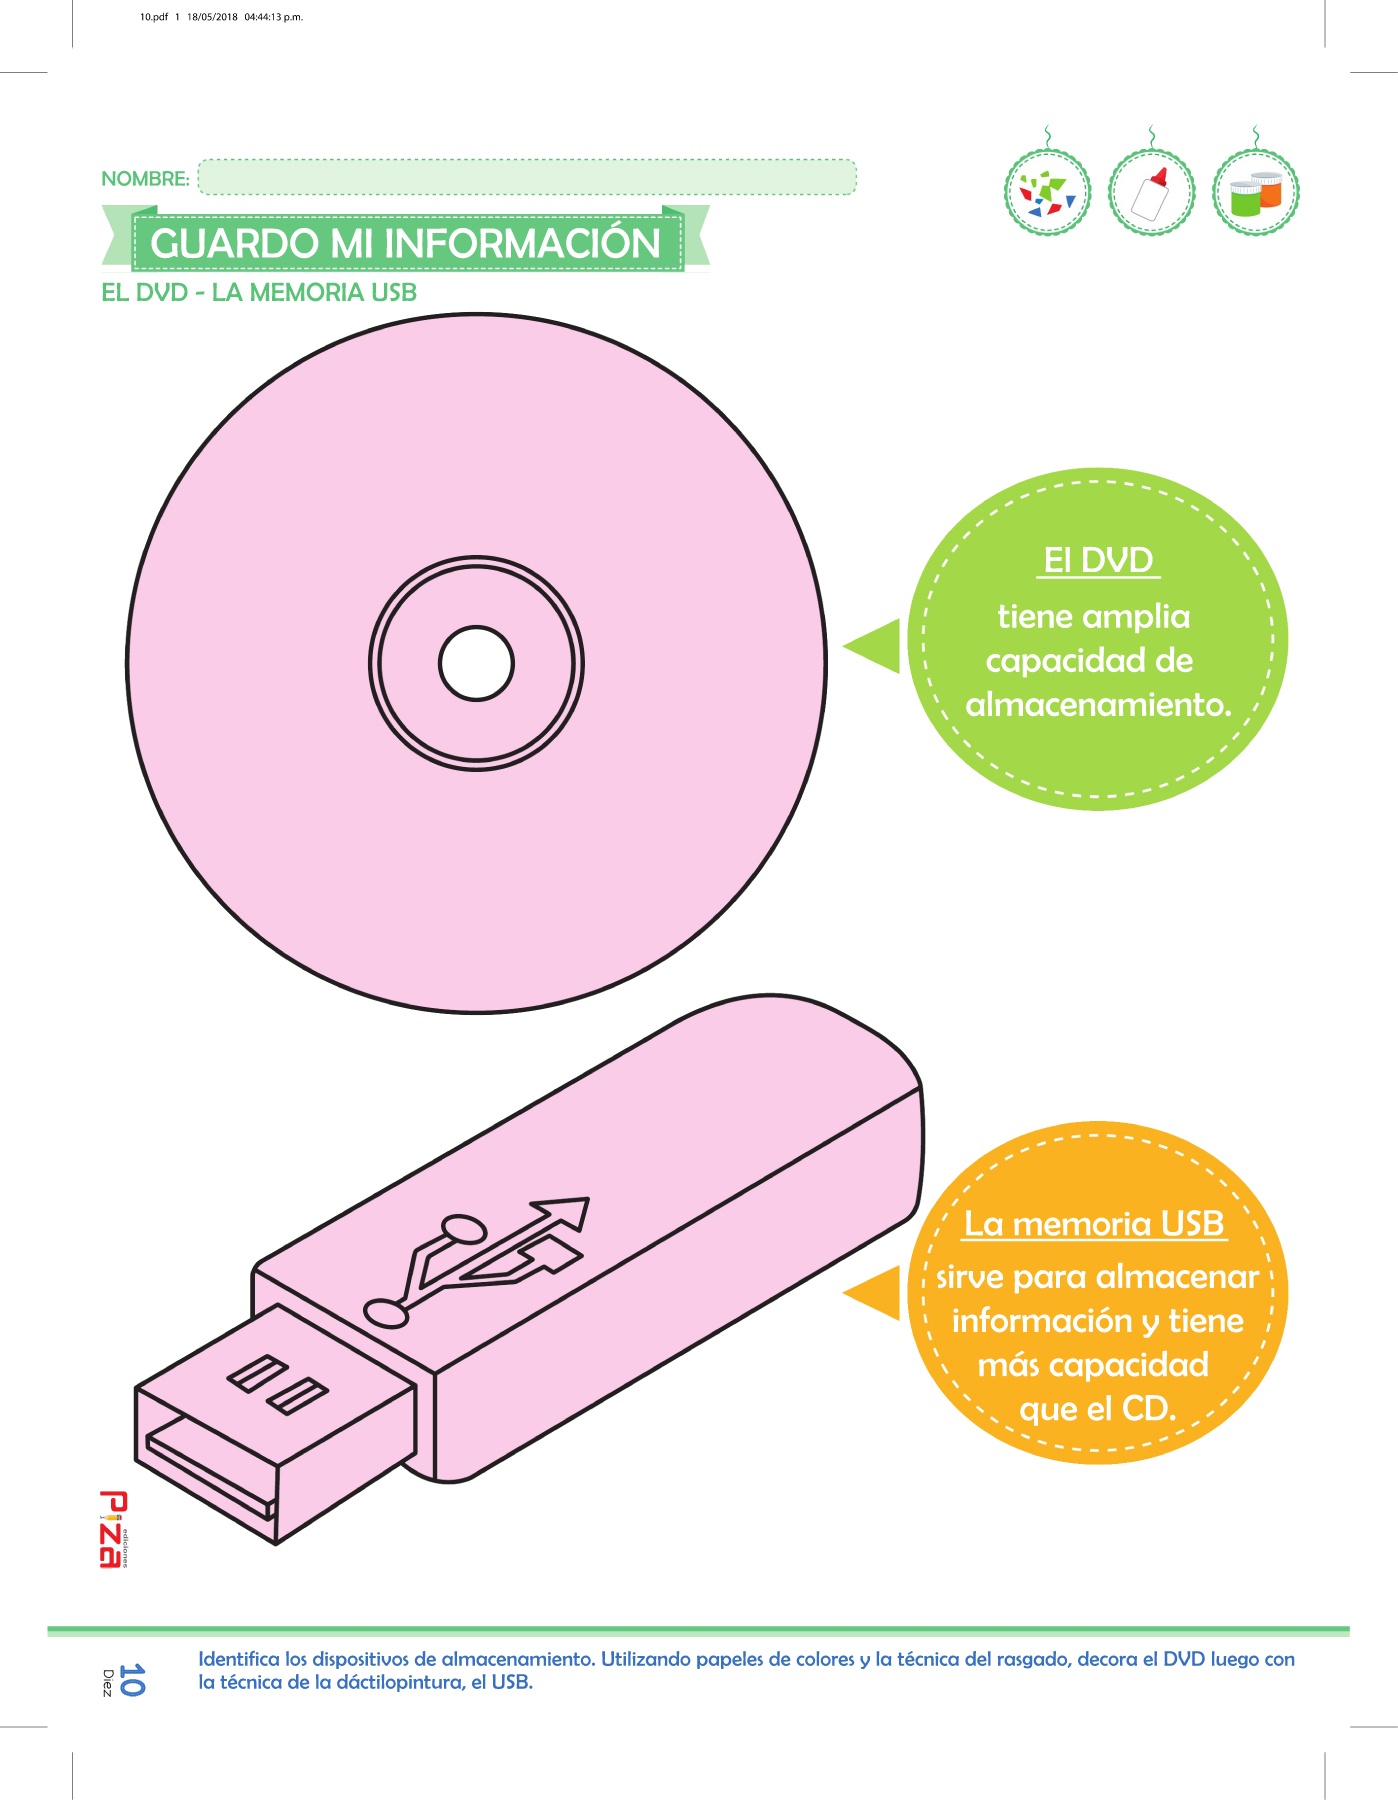 10.pdf 1 18/05/2018 04:44:13 p.m.
NOMBRE:
GUARDO MI INFORMACIÓN
EL DVD - LA MEMORIA USB
El DVD
tiene amplia
capacidad de
almacenamiento.
La memoria USB
sirve para almacenar
información y tiene
más capacidad
que el CD.
Piza
ediciones
10
Diez
Identifica los dispositivos de almacenamiento. Utilizando papeles de colores y la técnica del rasgado, decora el DVD luego con
la técnica de la dáctilopintura, el USB.